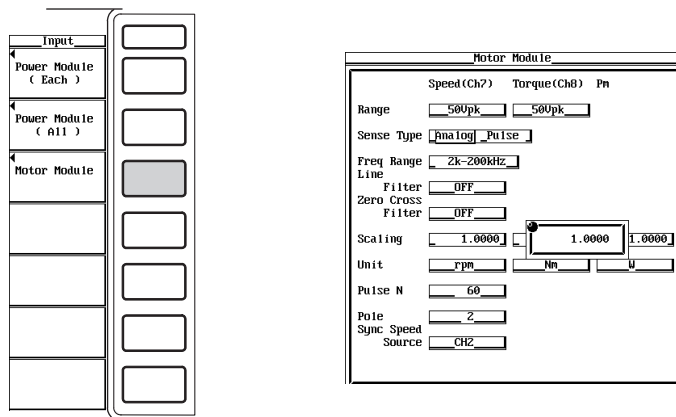 Input
Power Module
( Each )
Power Module
( All )
Motor Module
Motor Module
Speed(Ch7) Torque(Ch8) Pm
Range 50Vpk 50Vpk
Sense Type Analog Pulse
Freq Range 2k-200kHz
Line
Filter OFF
Zero Cross
Filter OFF
Scaling 1.0000 1.0000 1.0000
Unit rpm Nm W
Pulse N 60
Pole 2
Sync Speed
Source CH2